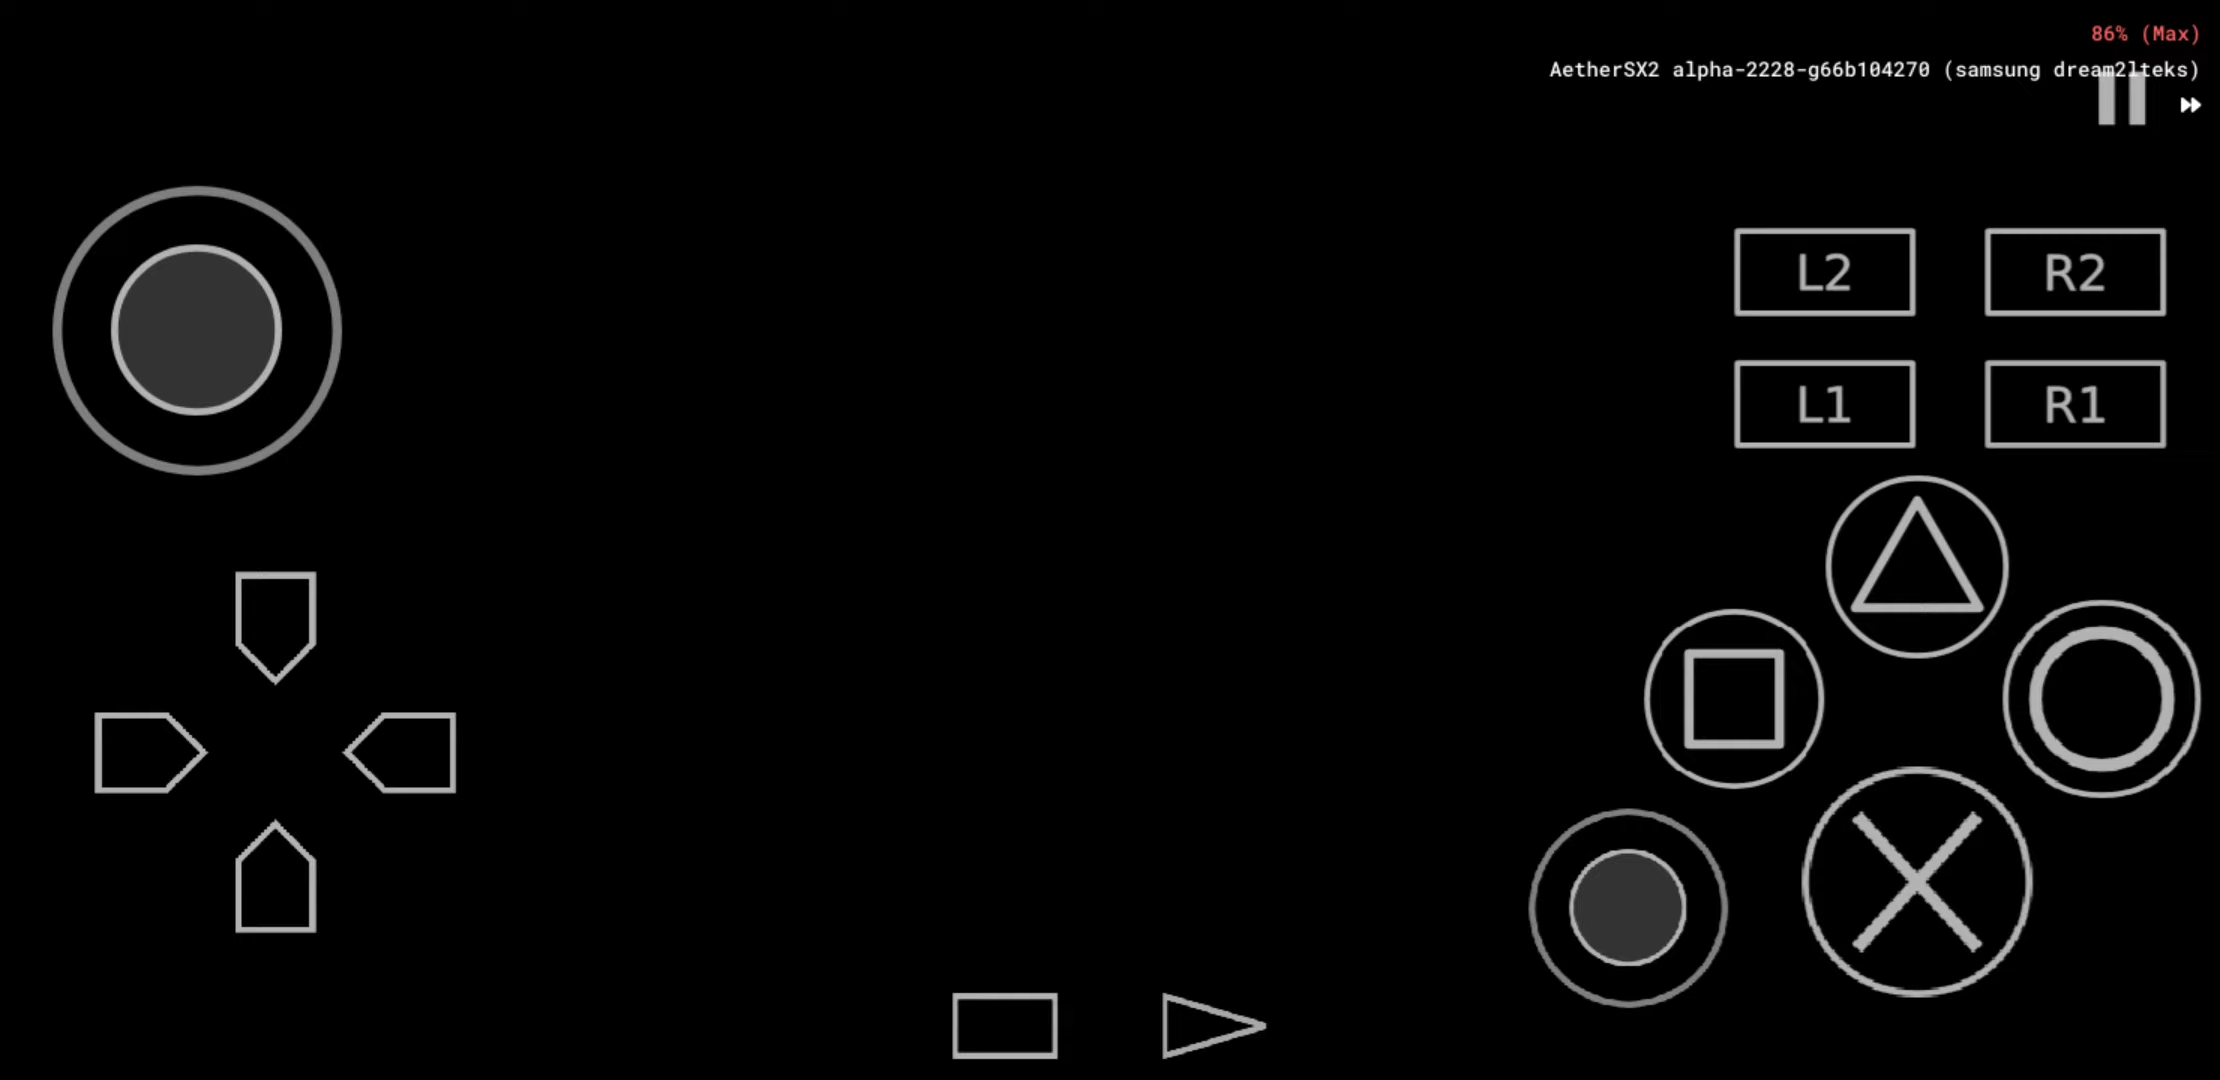 86% (Max)
AetherSX2 alpha-2228-g66b104270 (samsung dream2lteks)
L2 R2
L1 R1